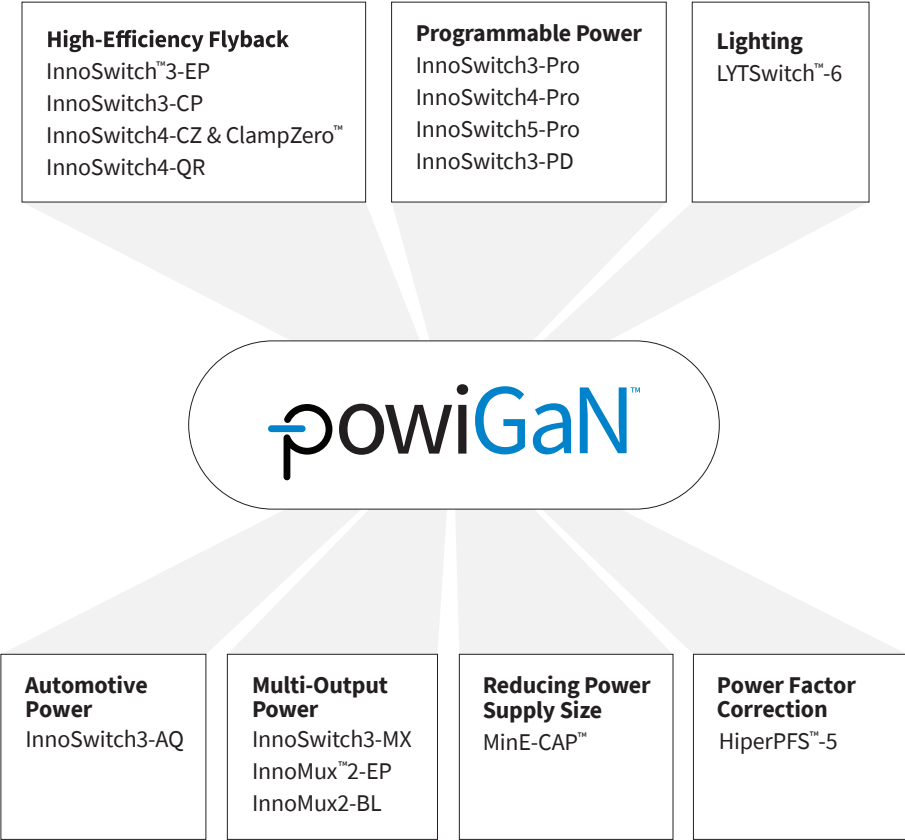 High-Efficiency Flyback
InnoSwitch™3-EP
InnoSwitch3-CP
InnoSwitch4-CZ & ClampZero™
InnoSwitch4-QR
Programmable Power
InnoSwitch3-Pro
InnoSwitch4-Pro
InnoSwitch5-Pro
InnoSwitch3-PD
Lighting
LYTSwitch™-6
powiGaN™
Automotive
Power
InnoSwitch3-AQ
Multi-Output
Power
InnoSwitch3-MX
InnoMux™2-EP
InnoMux2-BL
Reducing Power
Supply Size
MinE-CAP™
Power Factor
Correction
HiperPFS™-5